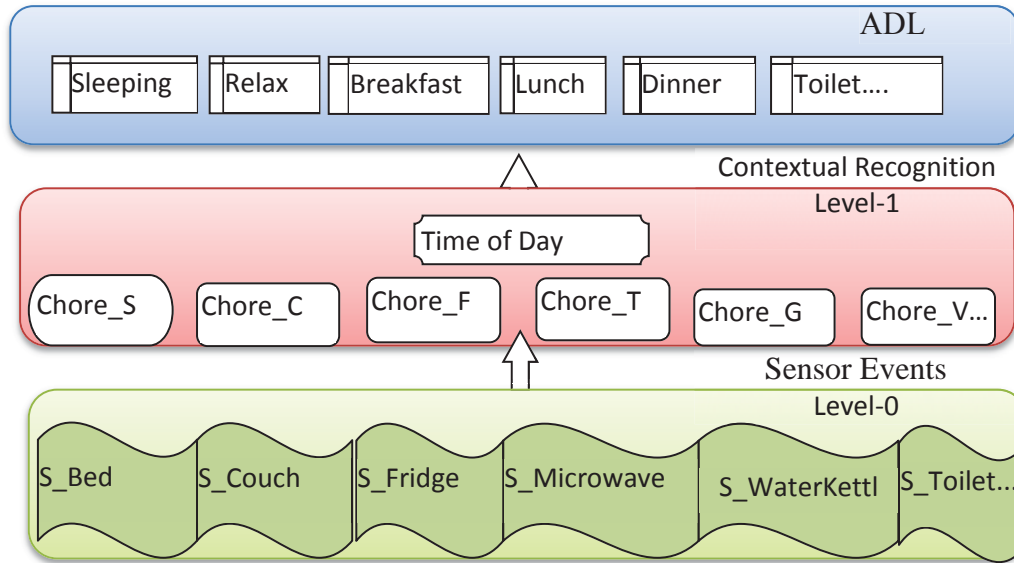 ADL
Sleeping
Relax
Breakfast
Lunch
Dinner
Toilet....
Contextual Recognition
Level-1
Time of Day
Chore_S
Chore_C
Chore_F
Chore_T
Chore_G
Chore_V...
Sensor Events
Level-0
S_Bed
S_Couch
S_Fridge
S_Microwave
S_WaterKettl
S_Toilet...